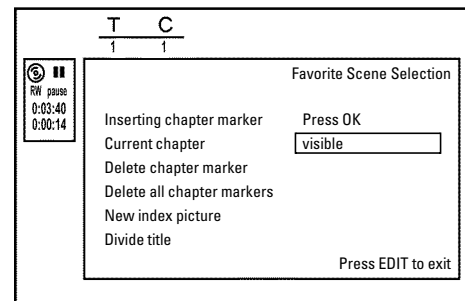 T C
1 1
RW pause
0:03:40
0:00:14
Favorite Scene Selection
Inserting chapter marker Press OK
Current chapter visible
Delete chapter marker
Delete all chapter markers
New index picture
Divide title
Press EDIT to exit